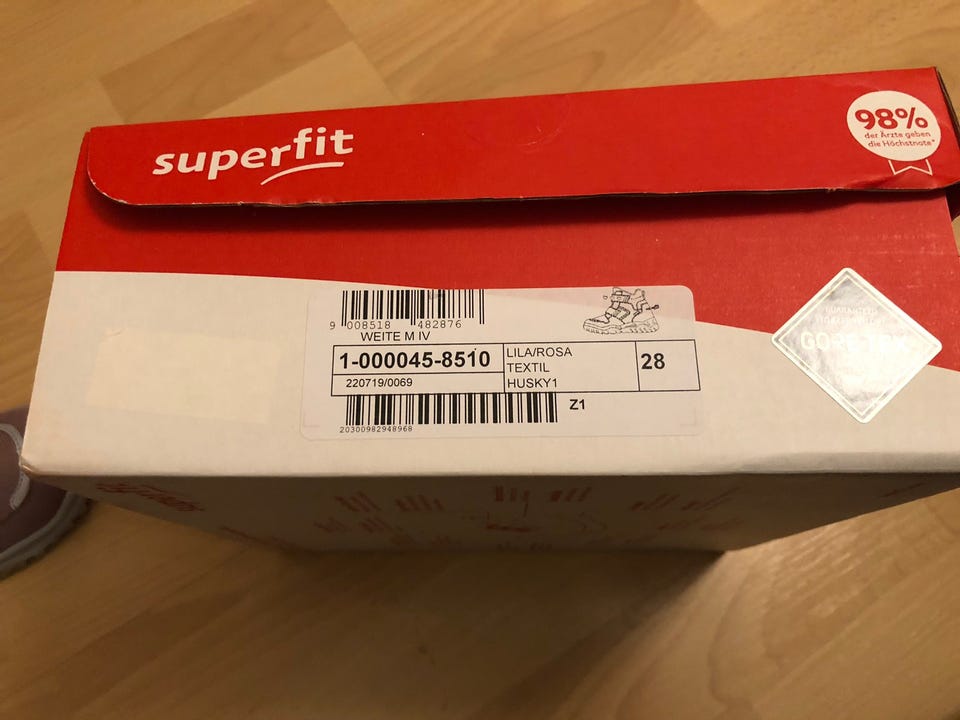 superfit
98%
der Ärzte geben
die Höchstnote*
9 008518 482876
WEITE M IV
1-000045-8510
220719/0069
LILA/ROSA
TEXTIL
HUSKY1
28
Z1
20300982948968
GORE-TEX